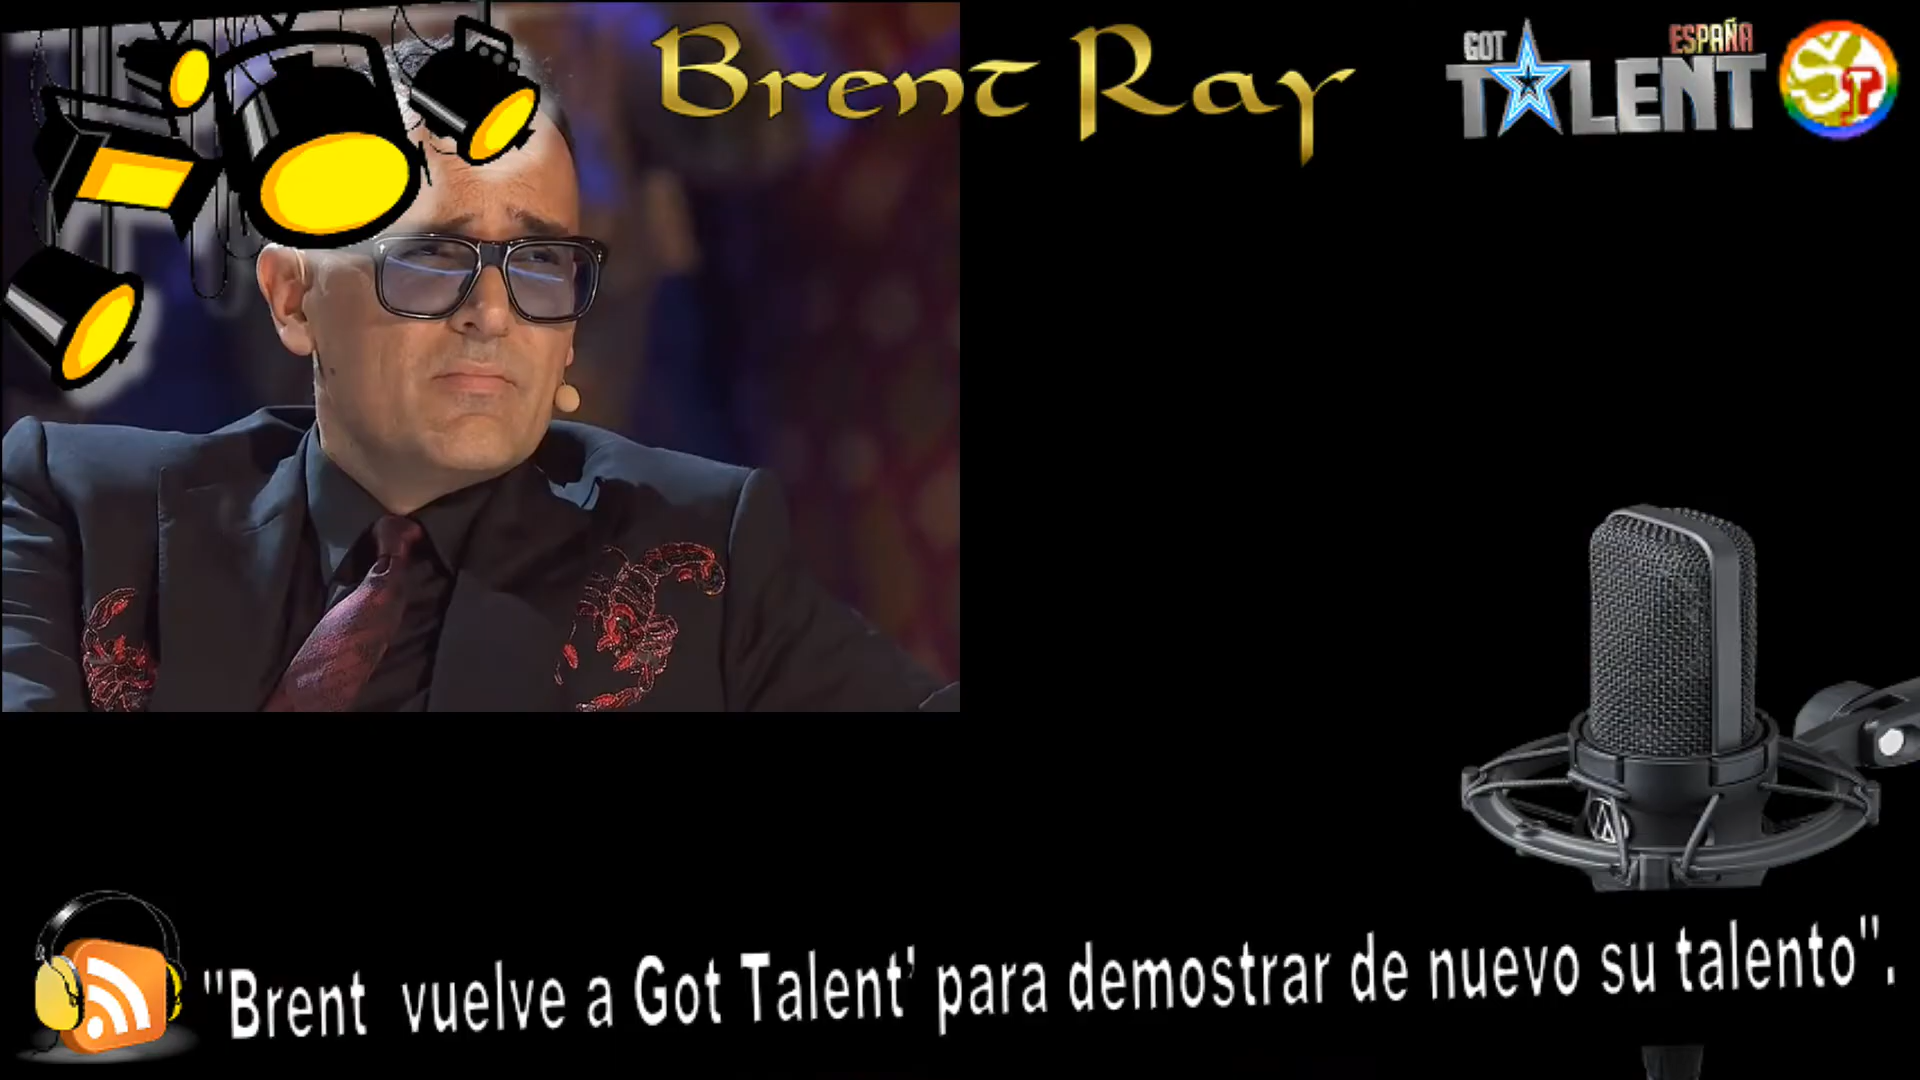 Brent Ray
GOT
ESPAÑA
TALENT
"Brent vuelve a Got Talent' para demostrar de nuevo su talento".